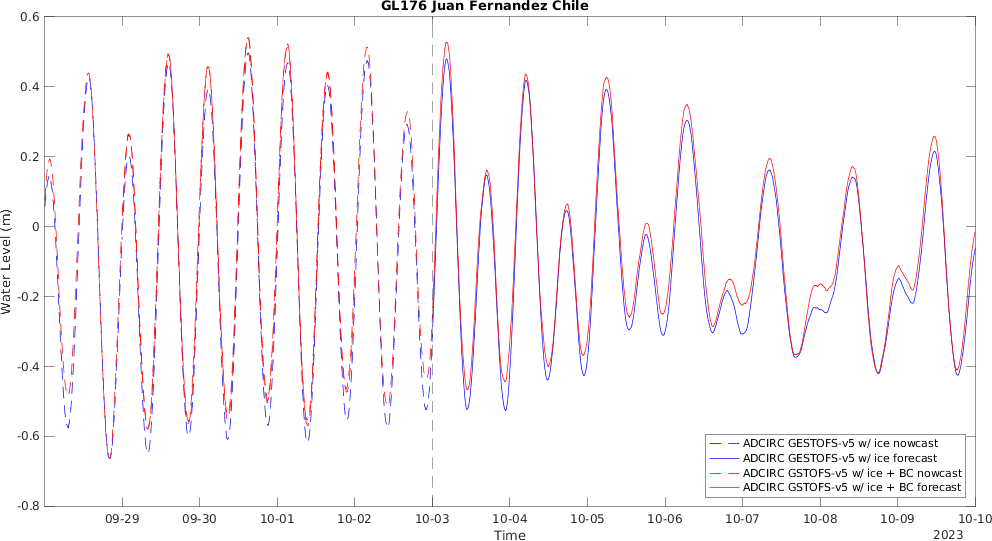 GL176 Juan Fernandez Chile
0.6
0.4
0.2
0
-0.2
-0.4
-0.6
-0.8
Water Level (m)
09-29 09-30 10-01 10-02 10-03 10-04 10-05 10-06 10-07 10-08 10-09 10-10
Time
2023
ADCIRC GESTOFS-v5 w/ ice nowcast
ADCIRC GESTOFS-v5 w/ ice forecast
ADCIRC GSTOFS-v5 w/ ice + BC nowcast
ADCIRC GSTOFS-v5 w/ ice + BC forecast